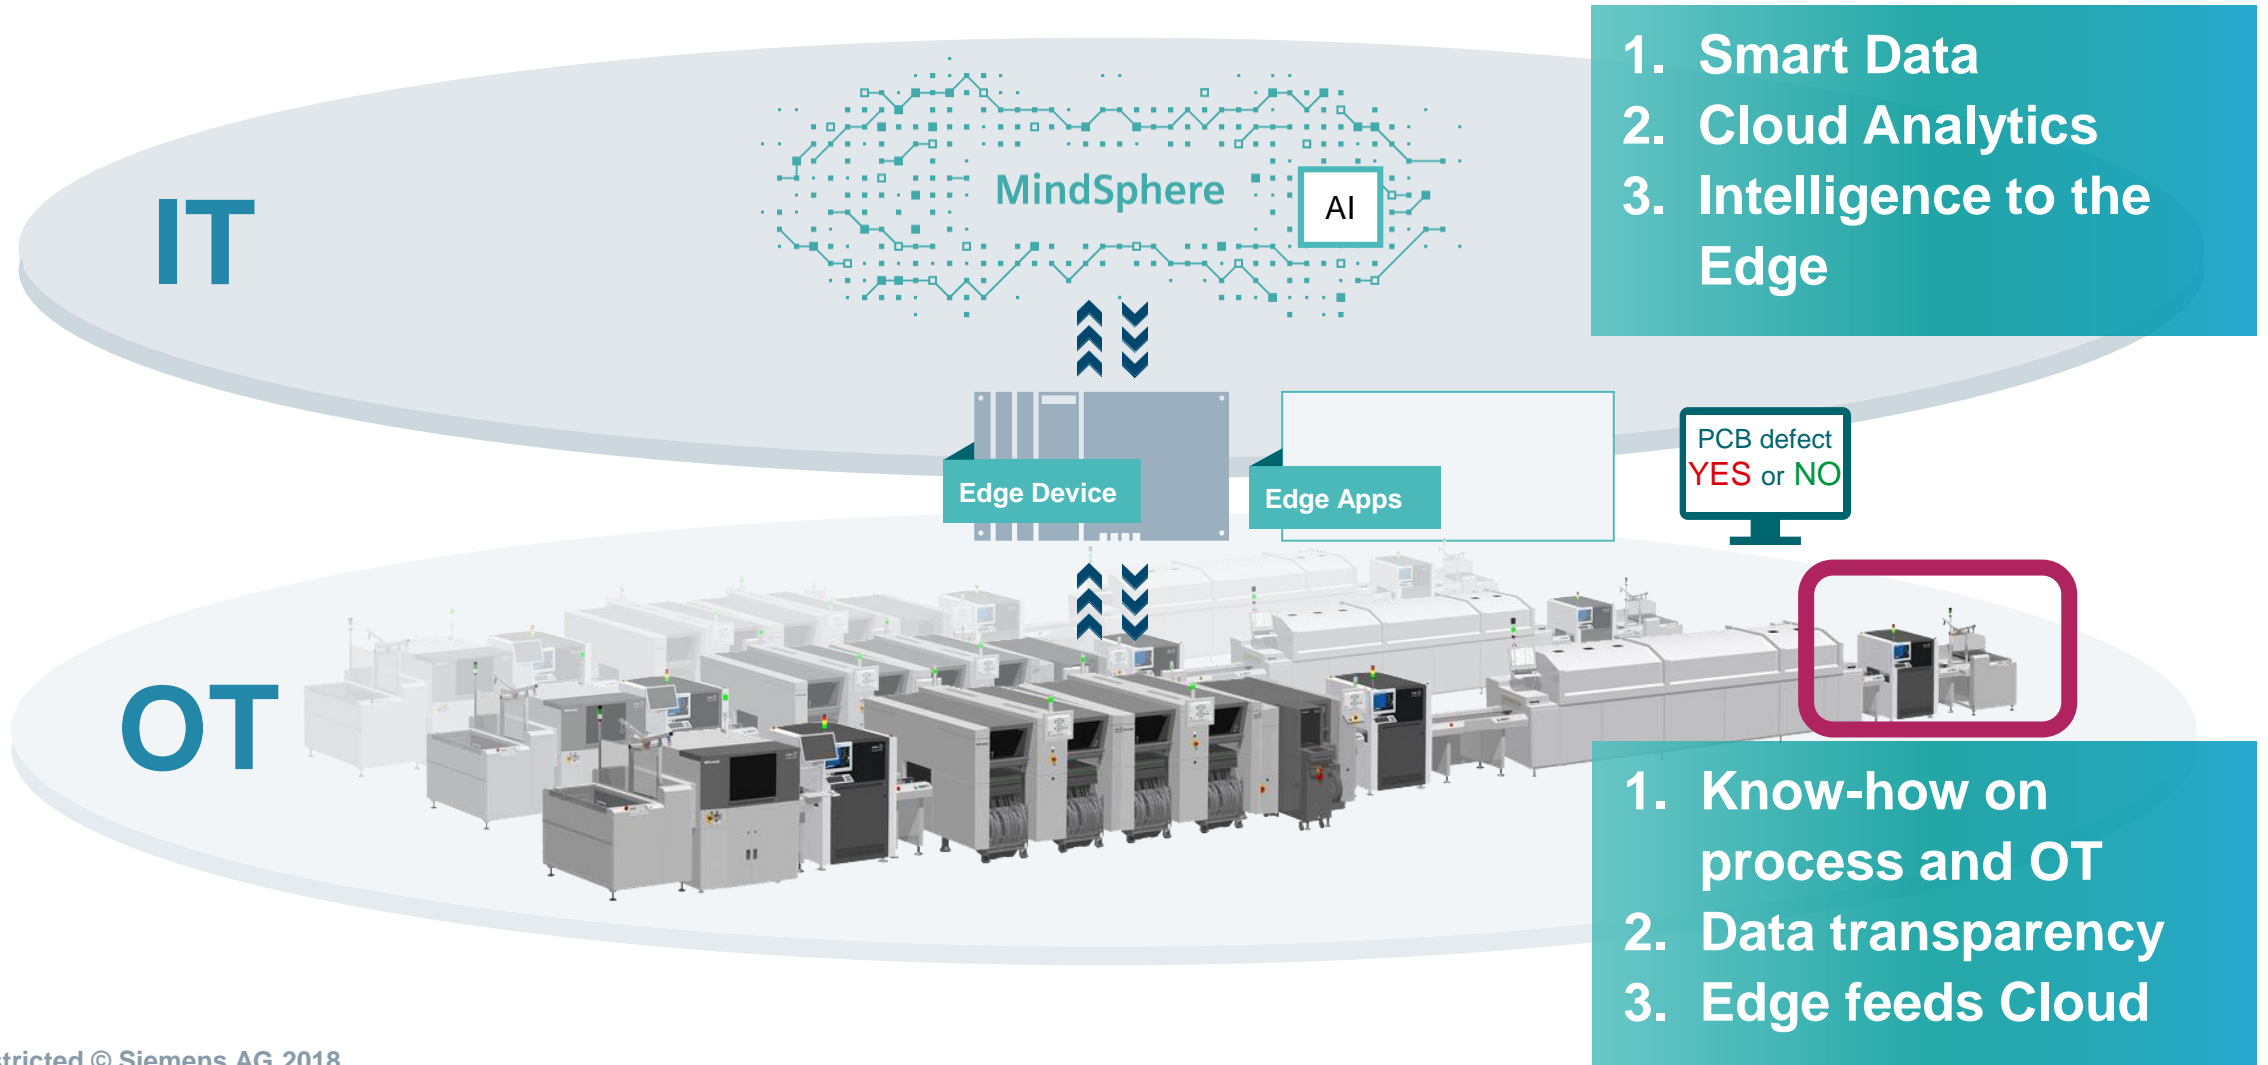 1. Smart Data
2. Cloud Analytics
3. Intelligence to the
Edge
IT
MindSphere
AI
PCB defect
YES or NO
Edge Device
Edge Apps
OT
1. Know-how on
process and OT
2. Data transparency
3. Edge feeds Cloud
© Siemens AG 2018